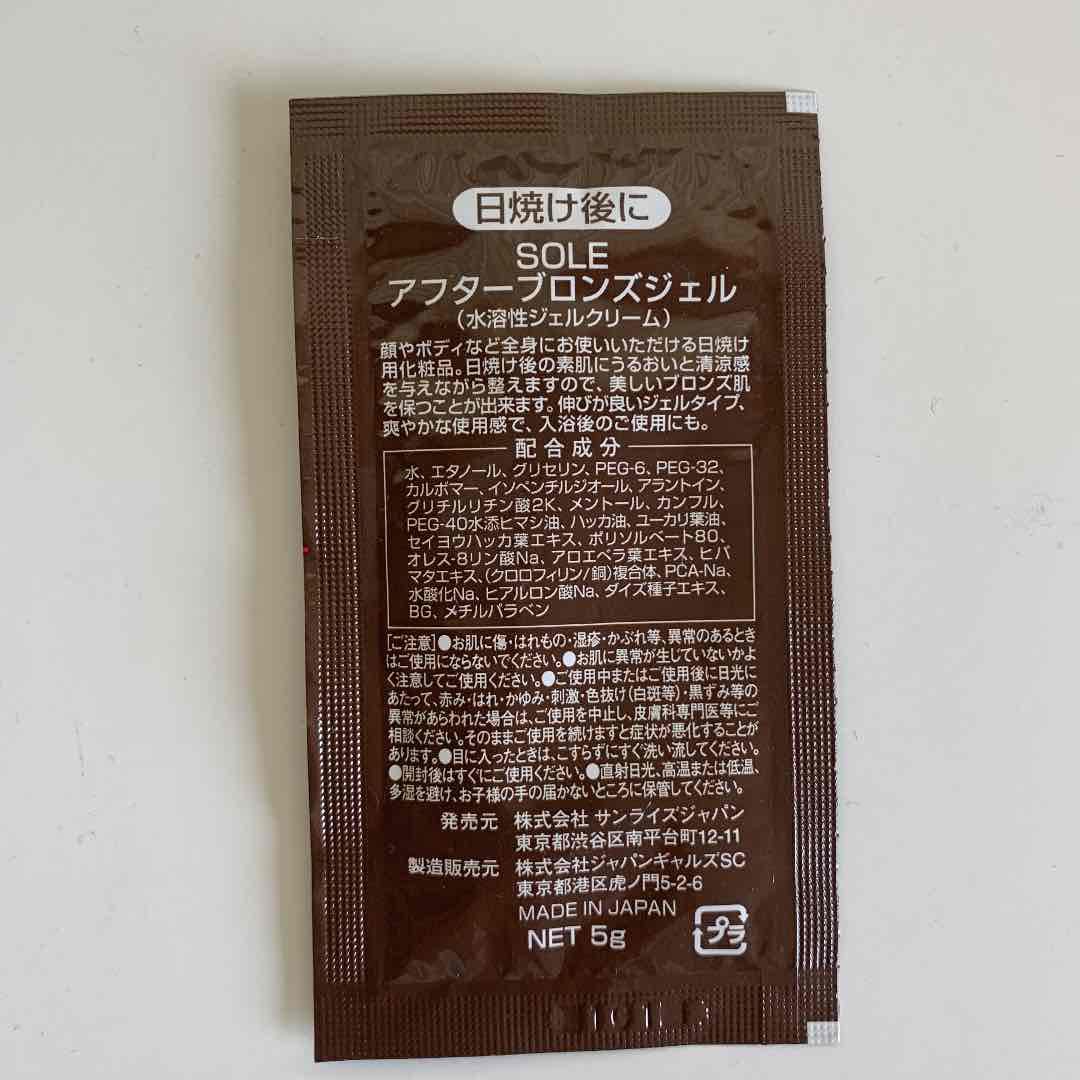 日焼け後に
SOLE
アフターブロンズジェル
(水溶性ジェルクリーム)
顔やボディなど全身にお使いいただける日焼け
用化粧品。日焼け後の素肌にうるおいと清涼感
を与えながら整えますので、美しいブロンズ肌
を保つことが出来ます。伸びが良いジェルタイプ、
爽やかな使用感で、入浴後のご使用にも。
配合成分
水、エタノール、グリセリン、PEG-6、PEG-32、
カルボマー、イソペンチルジオール、アラントイン、
グリチルリチン酸2K、メントール、カンフル、
PEG-40水添ヒマシ油、ハッカ油、ユーカリ葉油、
セイヨウハッカ葉エキス、ポリソルベート80、
オレス-8リン酸Na、アロエベラ葉エキス、ヒバ
マタエキス、(クロロフィリン/銅)複合体、PCA-Na、
水酸化Na、ヒアルロン酸Na、ダイズ種子エキス、
BG、メチルパラベン
[ご注意]●お肌に傷・はれもの・湿疹・かぶれ等、異常のあるとき
はご使用にならないでください。●お肌に異常が生じていないかよ
く注意してご使用ください。●ご使用中またはご使用後に日光に
あたって、赤み・はれ・かゆみ・刺激・色抜け(白斑等)・黒ずみ等の
異常があらわれた場合は、ご使用を中止し、皮膚科専門医等にご
相談ください。そのままご使用を続けますと症状が悪化することが
あります。●目に入ったときは、こすらずにすぐ洗い流してください。
●開封後はすぐにご使用ください。●直射日光、高温または低温、
多湿を避け、お子様の手の届かないところに保管してください。
発売元 株式会社 サンライズジャパン
東京都渋谷区南平台町12-11
製造販売元 株式会社ジャパンギャルズSC
東京都港区虎ノ門5-2-6
MADE IN JAPAN
NET 5g
プラ